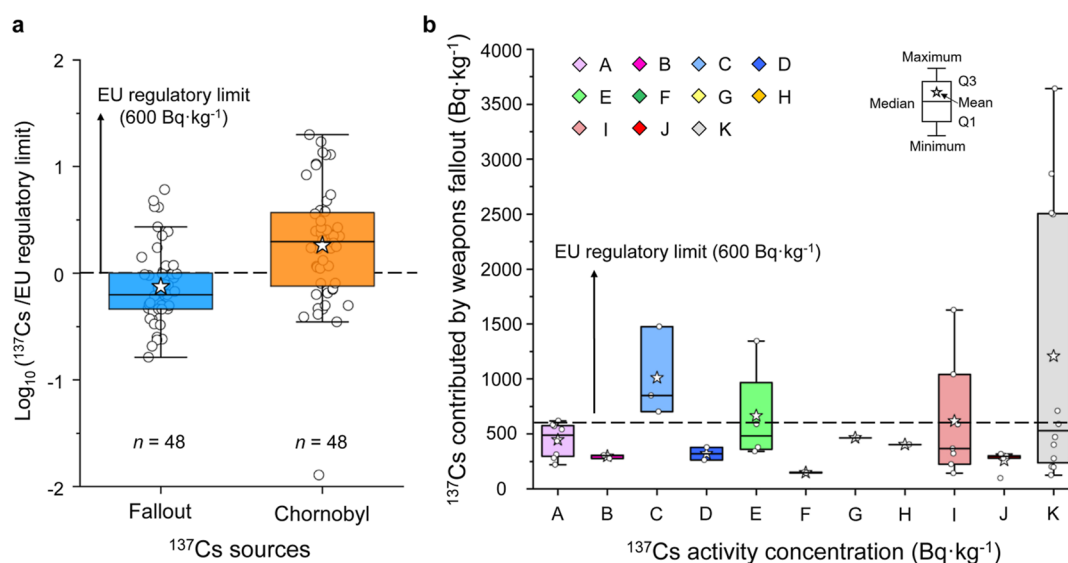 a
2
1
0
-1
-2
Log₁₀ (¹³⁷Cs /EU regulatory limit)
EU regulatory limit
(600 Bq·kg⁻¹)
n = 48
n = 48
Fallout
Chornobyl
¹³⁷Cs sources
b
4000
3500
3000
2500
2000
1500
1000
500
0
¹³⁷Cs contributed by weapons fallout (Bq·kg⁻¹)
A B C D
E F G H
I J K
Maximum
Q3
Median
Mean
Q1
Minimum
EU regulatory limit (600 Bq·kg⁻¹)
A B C D E F G H I J K
¹³⁷Cs activity concentration (Bq·kg⁻¹)